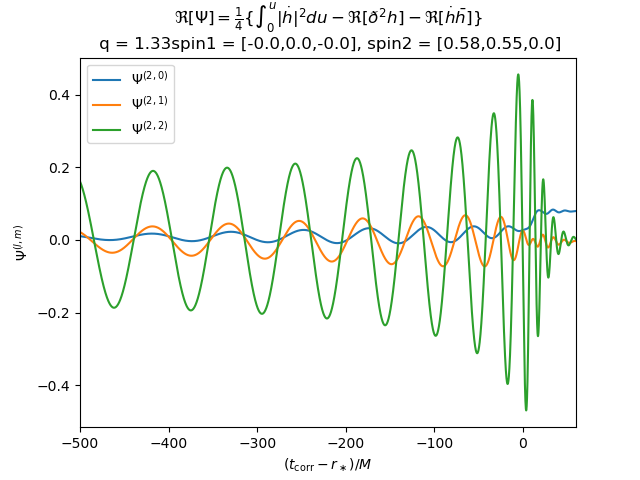 ℜ[Ψ] = 1/4{∫₀ᵘ|ḣ|²du − ℜ[ð²h] − ℜ[ḣh̄]}
q = 1.33spin1 = [-0.0,0.0,-0.0], spin2 = [0.58,0.55,0.0]
Ψ^(2,0)
Ψ^(2,1)
Ψ^(2,2)
0.4
0.2
0.0
−0.2
−0.4
Ψ^(l,m)
−500 −400 −300 −200 −100 0
(t_corr − r_*)/M